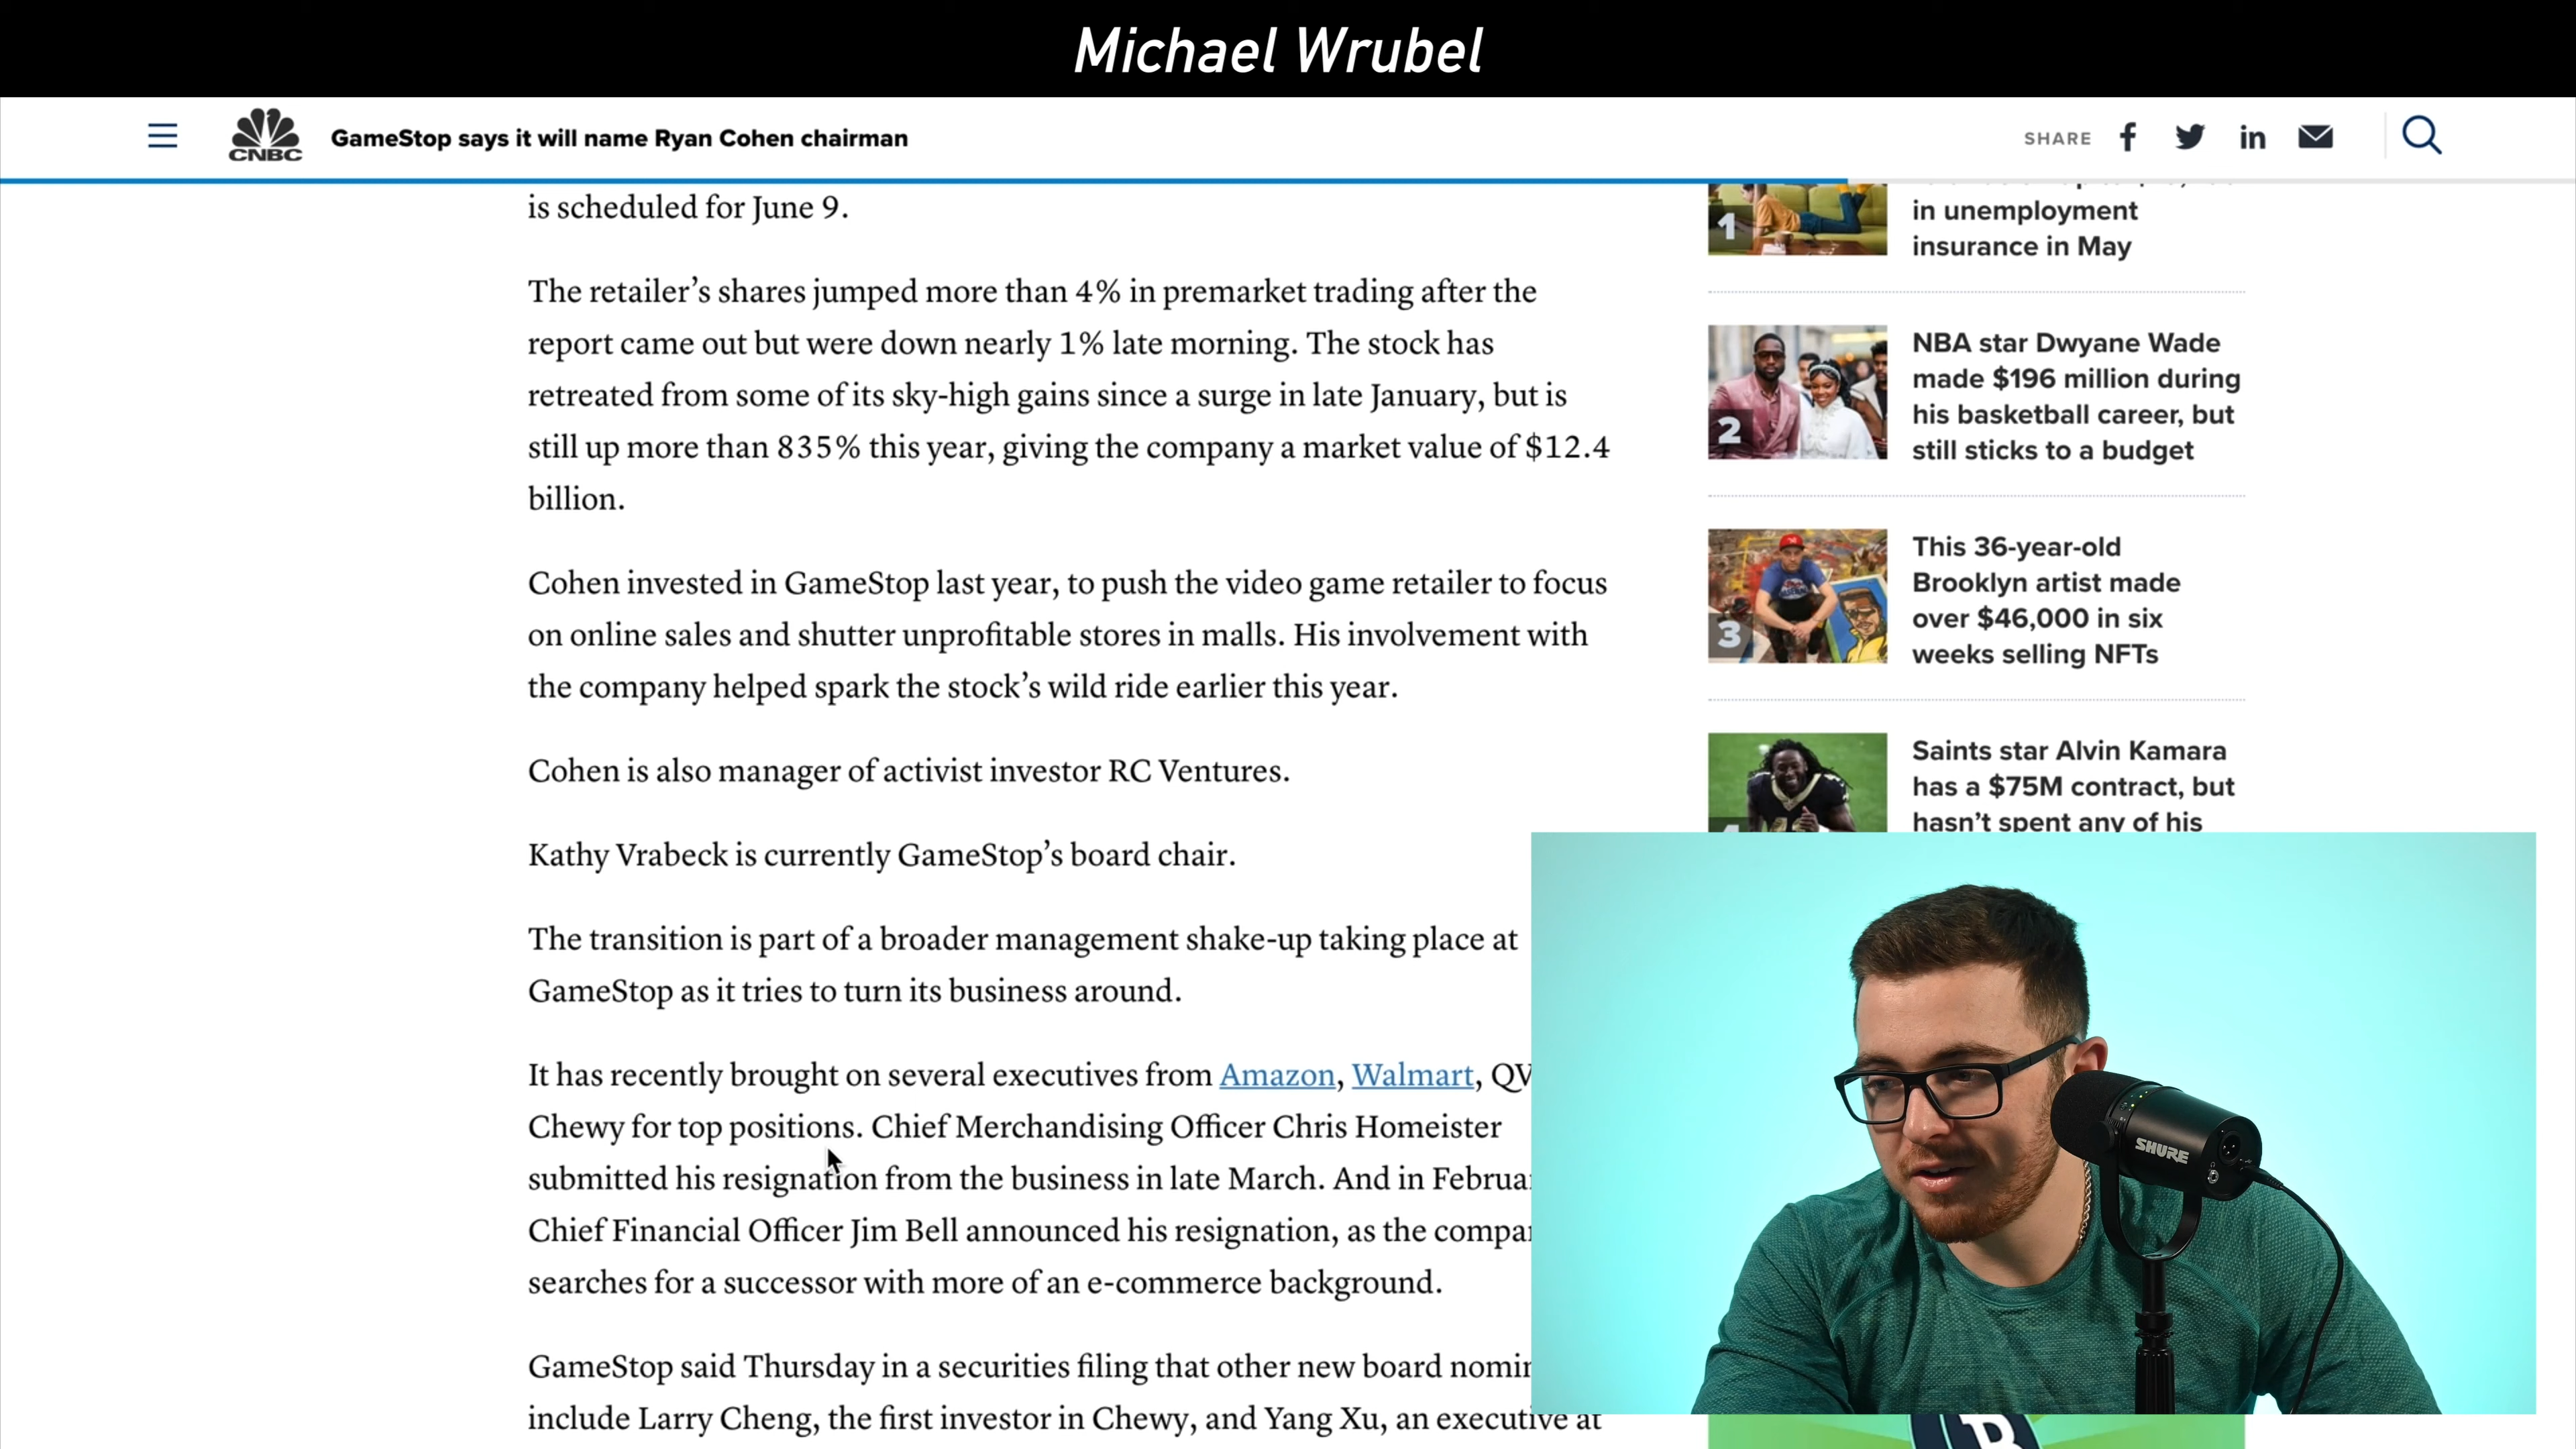 Michael Wrubel
CNBC
GameStop says it will name Ryan Cohen chairman
SHARE
is scheduled for June 9.
The retailer’s shares jumped more than 4% in premarket trading after the
report came out but were down nearly 1% late morning. The stock has
retreated from some of its sky-high gains since a surge in late January, but is
still up more than 835% this year, giving the company a market value of $12.4
billion.
Cohen invested in GameStop last year, to push the video game retailer to focus
on online sales and shutter unprofitable stores in malls. His involvement with
the company helped spark the stock’s wild ride earlier this year.
Cohen is also manager of activist investor RC Ventures.
Kathy Vrabeck is currently GameStop’s board chair.
The transition is part of a broader management shake-up taking place at
GameStop as it tries to turn its business around.
It has recently brought on several executives from Amazon, Walmart, QV
Chewy for top positions. Chief Merchandising Officer Chris Homeister
submitted his resignation from the business in late March. And in Februa
Chief Financial Officer Jim Bell announced his resignation, as the compa
searches for a successor with more of an e-commerce background.
GameStop said Thursday in a securities filing that other new board nomi
include Larry Cheng, the first investor in Chewy, and Yang Xu, an executive at
1
in unemployment
insurance in May
2
NBA star Dwyane Wade
made $196 million during
his basketball career, but
still sticks to a budget
3
This 36-year-old
Brooklyn artist made
over $46,000 in six
weeks selling NFTs
Saints star Alvin Kamara
has a $75M contract, but
hasn’t spent any of his
SHURE